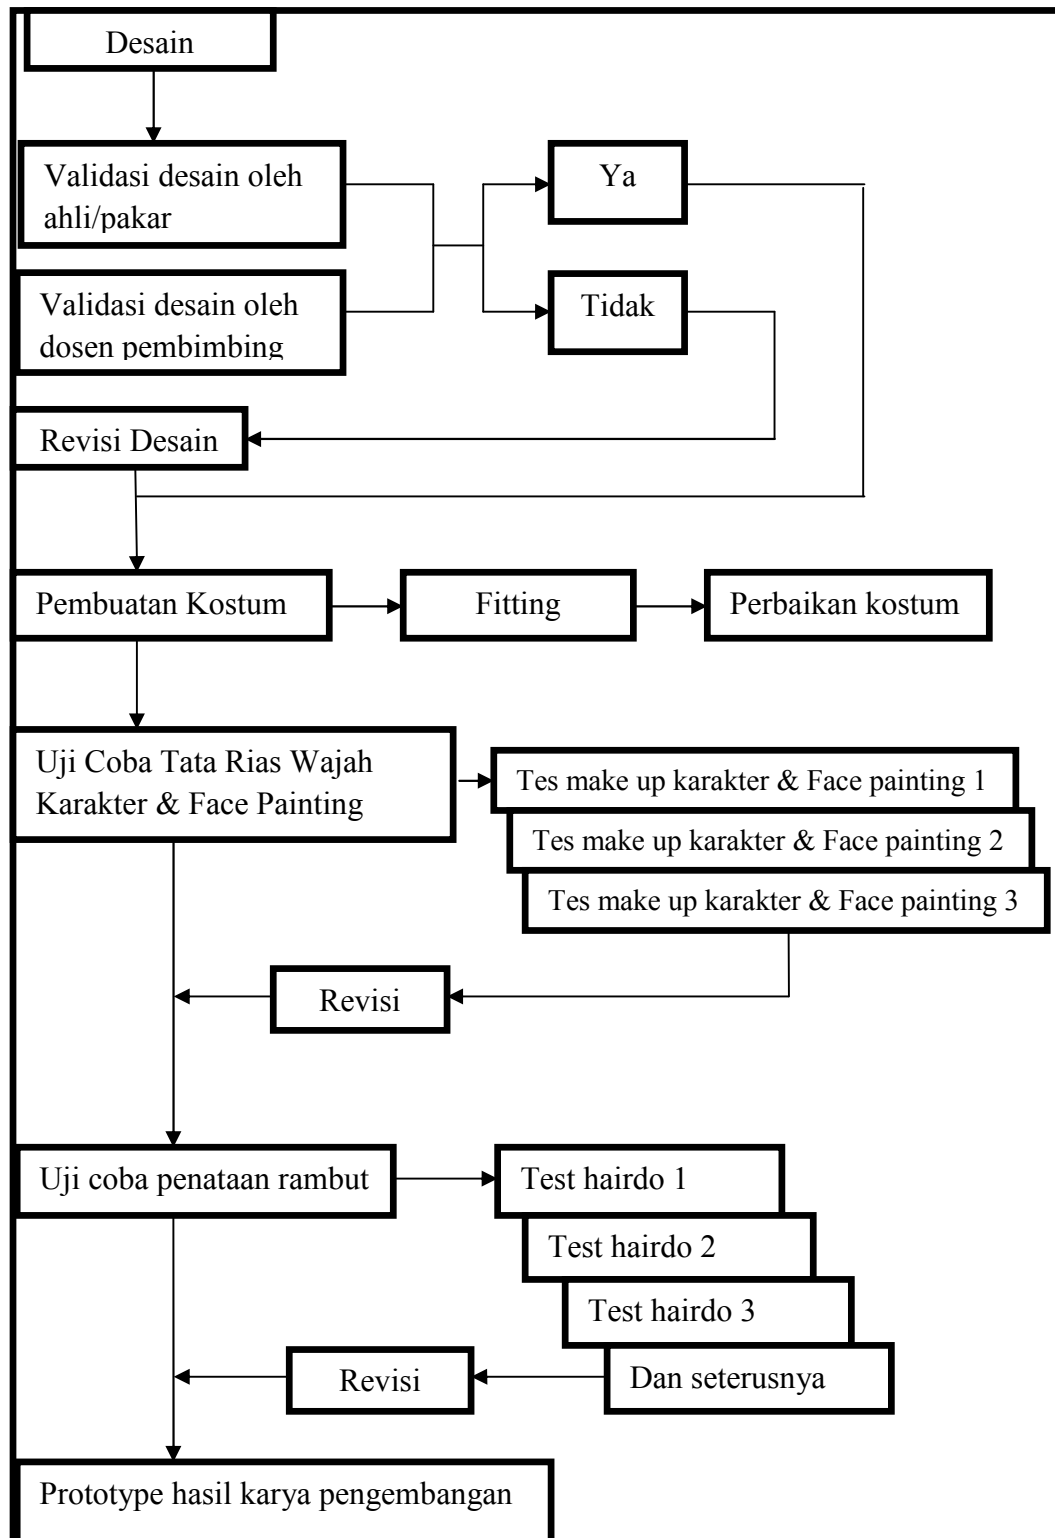 Desain
Validasi desain oleh
ahli/pakar
Ya
Validasi desain oleh
dosen pembimbing
Tidak
Revisi Desain
Pembuatan Kostum
Fitting
Perbaikan kostum
Uji Coba Tata Rias Wajah
Karakter & Face Painting
Tes make up karakter & Face painting 1
Tes make up karakter & Face painting 2
Tes make up karakter & Face painting 3
Revisi
Uji coba penataan rambut
Test hairdo 1
Test hairdo 2
Test hairdo 3
Dan seterusnya
Revisi
Prototype hasil karya pengembangan